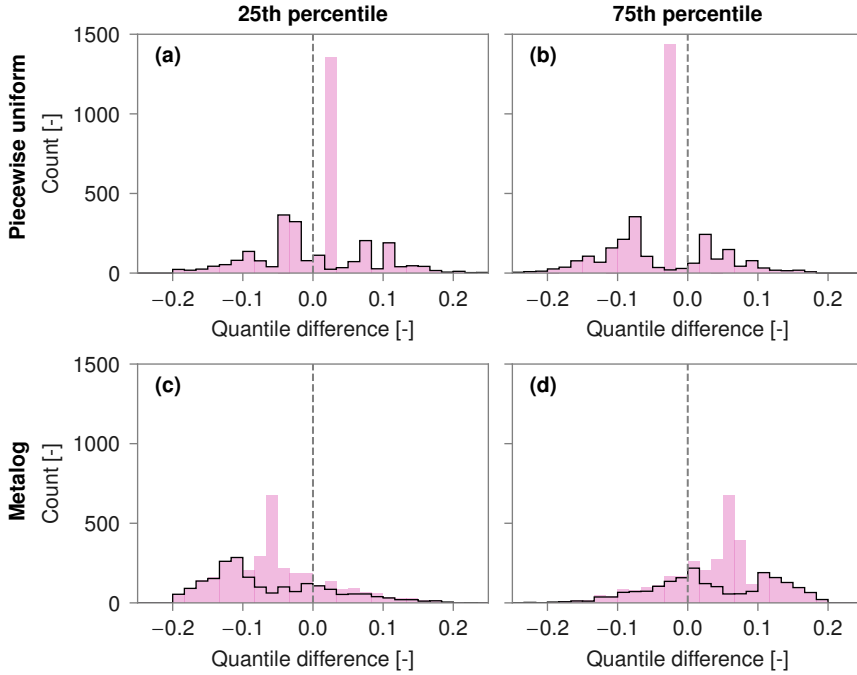 25th percentile
75th percentile
Piecewise uniform
Count [-]
1500
1000
500
0
(a)
−0.2 −0.1 0.0 0.1 0.2
Quantile difference [-]
(b)
−0.2 −0.1 0.0 0.1 0.2
Quantile difference [-]
Metalog
Count [-]
1500
1000
500
0
(c)
−0.2 −0.1 0.0 0.1 0.2
Quantile difference [-]
(d)
−0.2 −0.1 0.0 0.1 0.2
Quantile difference [-]